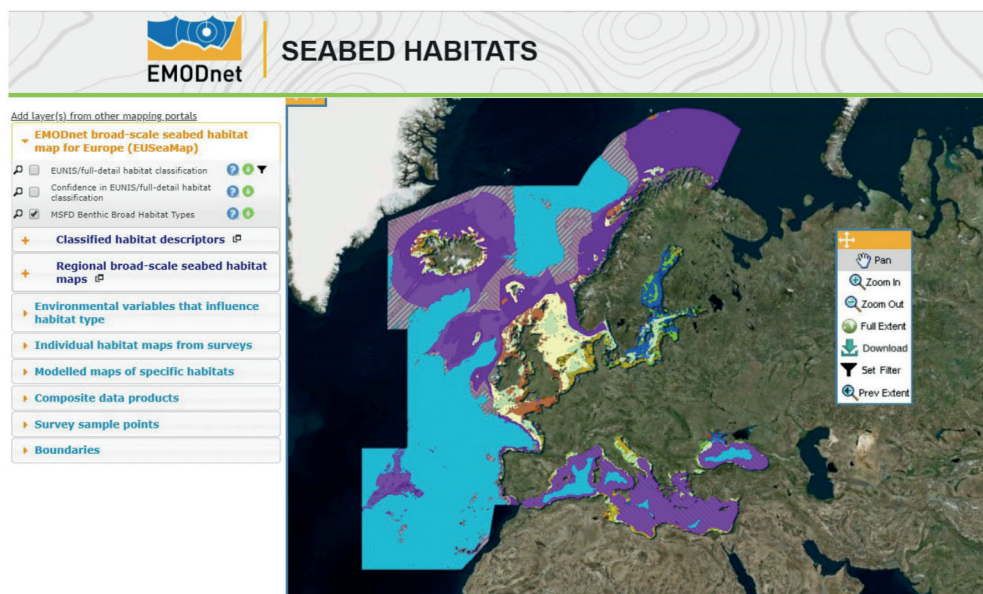 EMODnet
SEABED HABITATS
Add layer(s) from other mapping portals
EMODnet broad-scale seabed habitat
map for Europe (EUSeaMap)
EUNIS/full-detail habitat classification
Confidence in EUNIS/full-detail habitat
classification
MSFD Benthic Broad Habitat Types
Classified habitat descriptors
Regional broad-scale seabed habitat
maps
Environmental variables that influence
habitat type
Individual habitat maps from surveys
Modelled maps of specific habitats
Composite data products
Survey sample points
Boundaries
Pan
Zoom In
Zoom Out
Full Extent
Download
Set Filter
Prev Extent